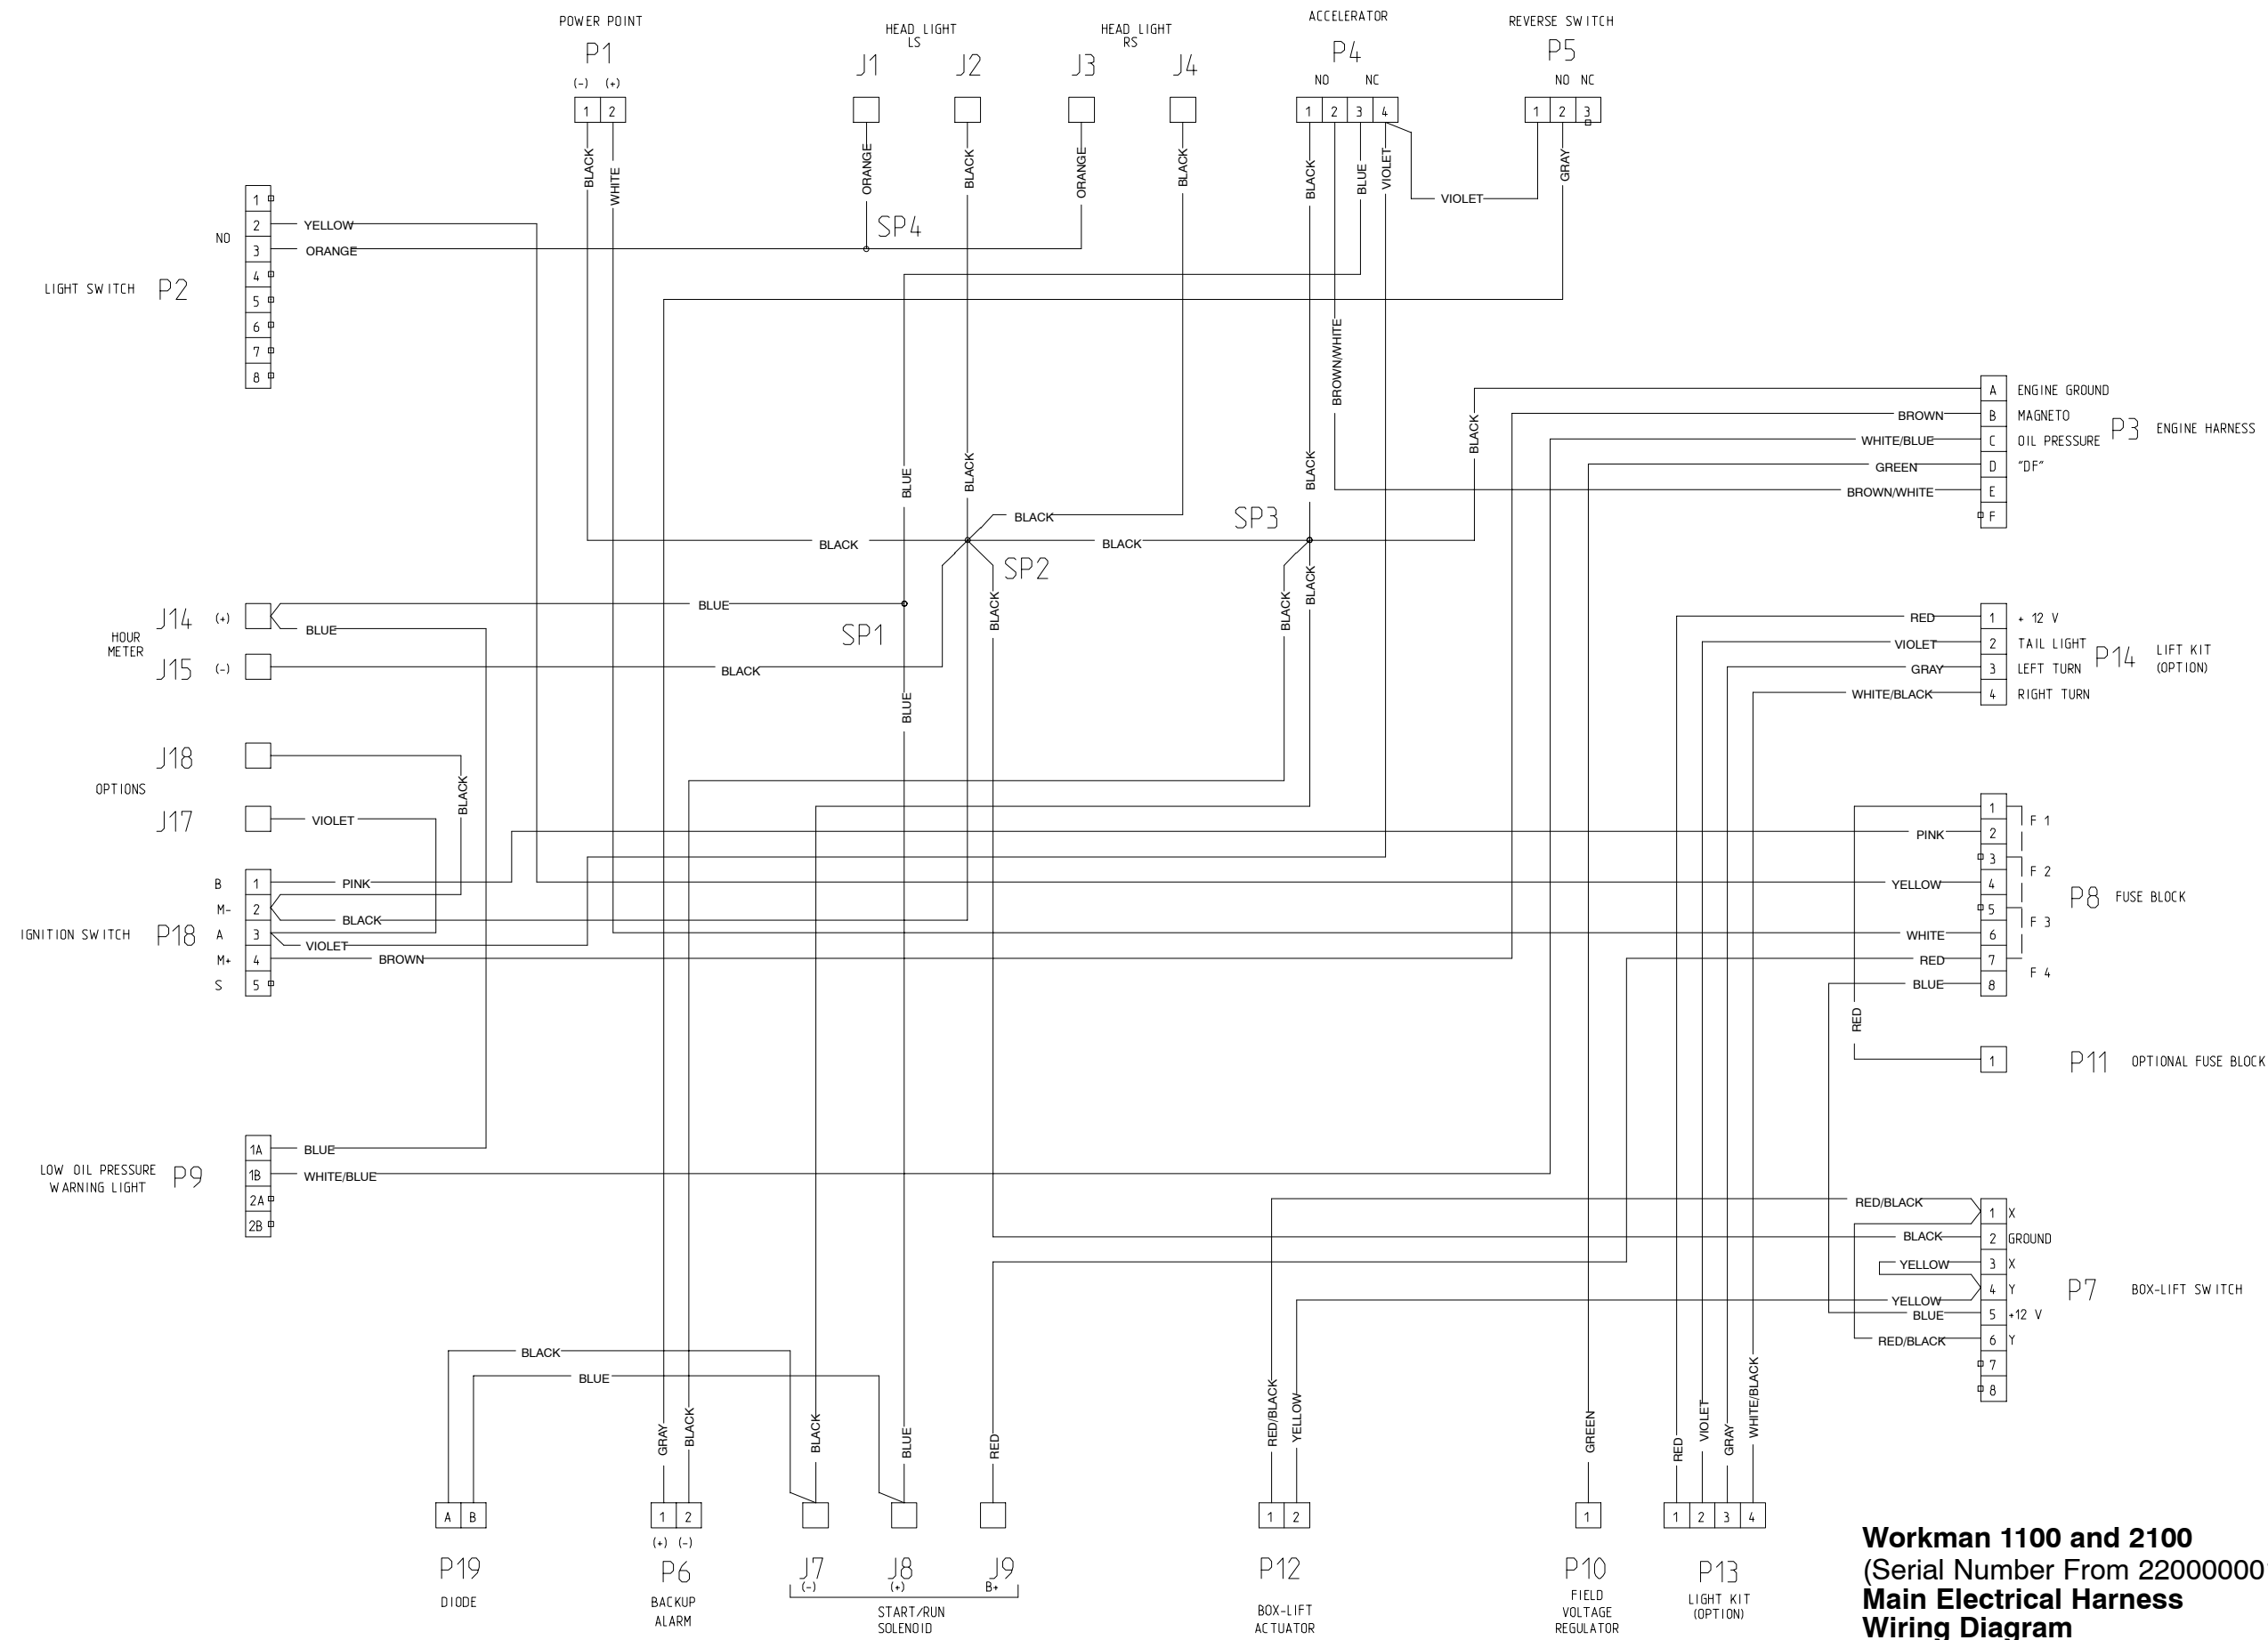 POWER POINT
P1
(-) (+)
1 2
BLACK
WHITE
HEAD LIGHT
LS
J1
J2
ORANGE
BLACK
HEAD LIGHT
RS
J3
J4
ORANGE
BLACK
ACCELERATOR
P4
NO NC
1 2 3 4
BLACK
BLUE
VIOLET
BROWN/WHITE
REVERSE SWITCH
P5
NO NC
1 2 3
GRAY
VIOLET
SP4
LIGHT SWITCH P2
NO
1
2 YELLOW
3 ORANGE
4
5
6
7
8
BLACK
BLUE
BLACK
BLACK
BLACK
BLACK
BLACK
SP3
SP2
BLACK
BLACK
BLACK
A ENGINE GROUND
BROWN B MAGNETO
WHITE/BLUE C OIL PRESSURE
GREEN D "DF"
BROWN/WHITE E
F
P3 ENGINE HARNESS
HOUR
METER
J14 (+)
BLUE
BLUE
SP1
J15 (-)
BLACK
BLUE
RED 1 + 12 V
VIOLET 2 TAIL LIGHT
GRAY 3 LEFT TURN
WHITE/BLACK 4 RIGHT TURN
P14 LIFT KIT
(OPTION)
OPTIONS
J18
BLACK
J17
VIOLET
IGNITION SWITCH P18
B 1 PINK
M- 2 BLACK
A 3 VIOLET
M+ 4 BROWN
S 5
1 F 1
PINK 2
3 F 2
YELLOW 4
5 F 3
WHITE 6
RED 7 F 4
BLUE 8
P8 FUSE BLOCK
RED
1 P11 OPTIONAL FUSE BLOCK
LOW OIL PRESSURE
WARNING LIGHT
P9
1A BLUE
1B WHITE/BLUE
2A
2B
RED/BLACK 1 X
BLACK 2 GROUND
YELLOW 3 X
YELLOW 4 Y
BLUE 5 +12 V
RED/BLACK 6 Y
7
8
P7 BOX-LIFT SWITCH
BLACK
BLUE
A B
P19
DIODE
GRAY
BLACK
1 2
(+) (-)
P6
BACKUP
ALARM
BLACK
BLUE
RED
J7 J8 J9
(-) (+) B+
START/RUN
SOLENOID
RED/BLACK
YELLOW
1 2
P12
BOX-LIFT
ACTUATOR
GREEN
1
P10
FIELD
VOLTAGE
REGULATOR
RED
VIOLET
GRAY
WHITE/BLACK
1 2 3 4
P13
LIGHT KIT
(OPTION)
Workman 1100 and 2100
(Serial Number From 22000000
Main Electrical Harness
Wiring Diagram